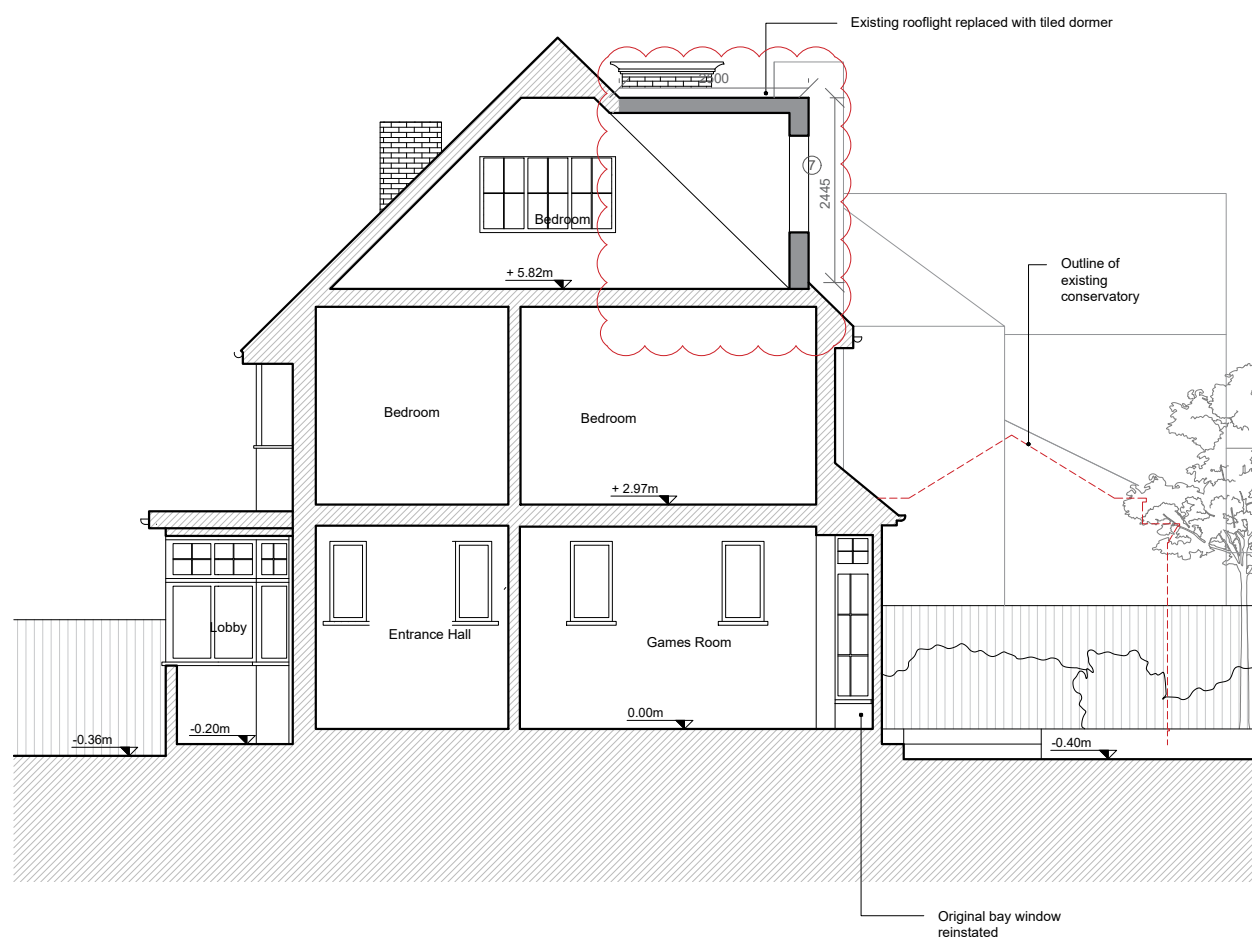 Existing rooflight replaced with tiled dormer
7
2445
Bedroom
+ 5.82m
Outline of
existing
conservatory
Bedroom
Bedroom
+ 2.97m
Lobby
Entrance Hall
Games Room
0.00m
-0.20m
-0.36m
-0.40m
Original bay window
reinstated